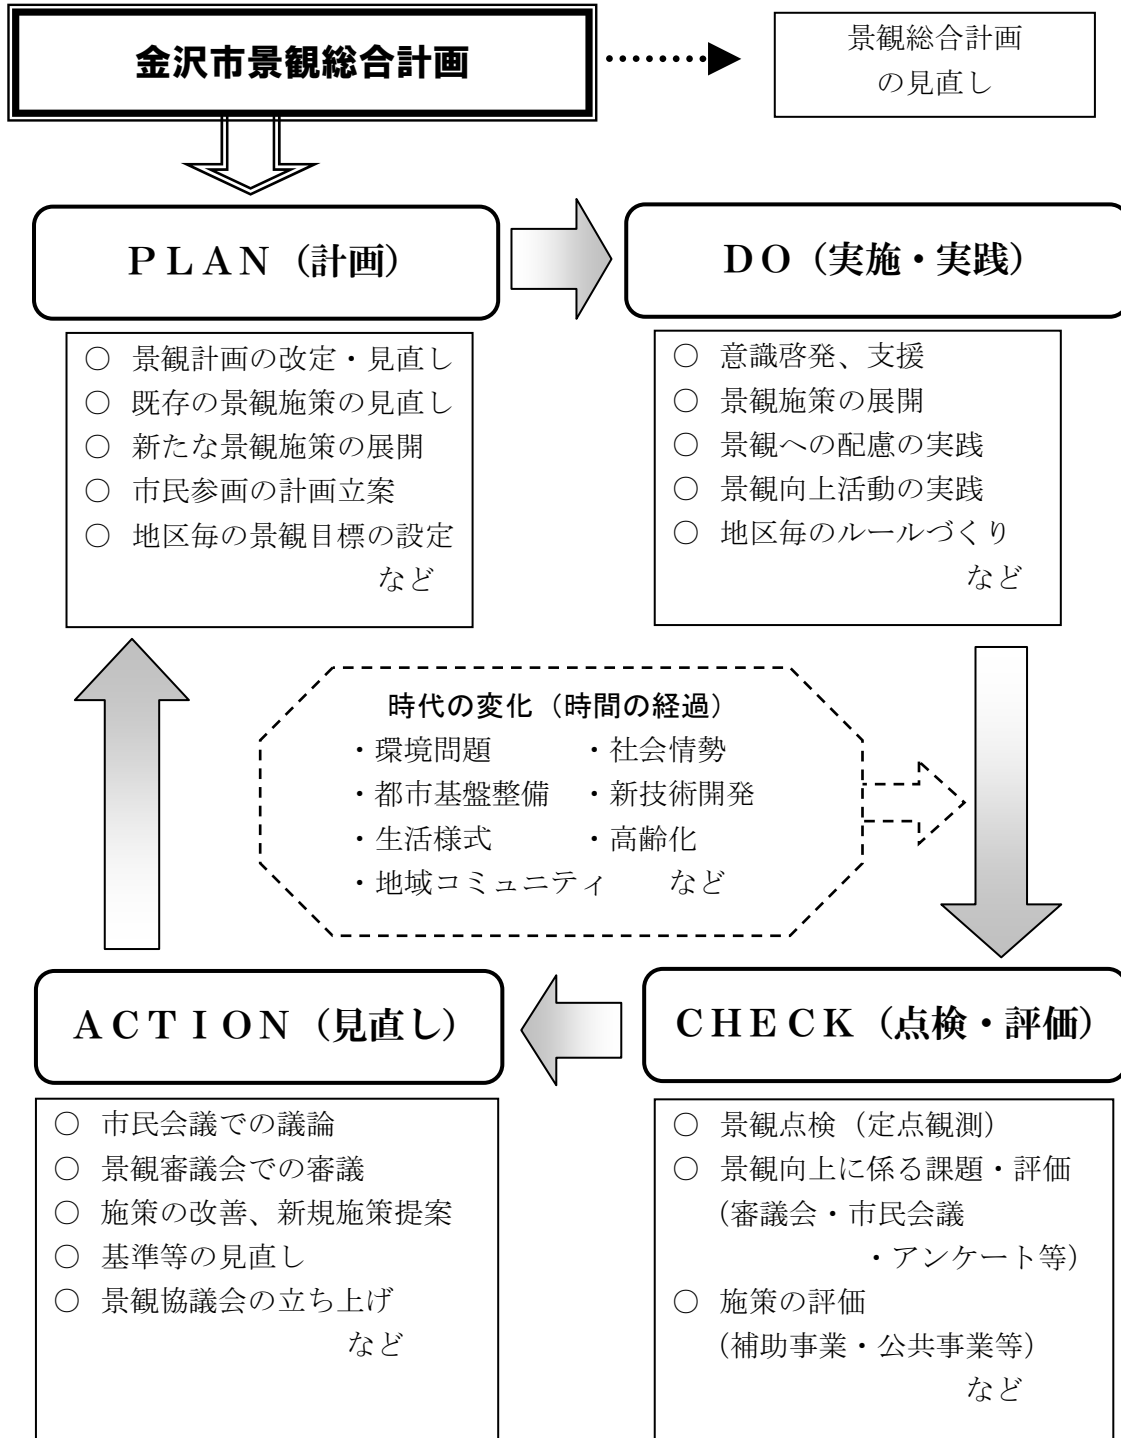 金沢市景観総合計画
景観総合計画
の見直し
ＰＬＡＮ（計画）
○ 景観計画の改定・見直し
○ 既存の景観施策の見直し
○ 新たな景観施策の展開
○ 市民参画の計画立案
○ 地区毎の景観目標の設定
など
ＤＯ（実施・実践）
○ 意識啓発、支援
○ 景観施策の展開
○ 景観への配慮の実践
○ 景観向上活動の実践
○ 地区毎のルールづくり
など
時代の変化（時間の経過）
・環境問題　・社会情勢
・都市基盤整備　・新技術開発
・生活様式　・高齢化
・地域コミュニティ　など
ＡＣＴＩＯＮ（見直し）
○ 市民会議での議論
○ 景観審議会での審議
○ 施策の改善、新規施策提案
○ 基準等の見直し
○ 景観協議会の立ち上げ
など
ＣＨＥＣＫ（点検・評価）
○ 景観点検（定点観測）
○ 景観向上に係る課題・評価
（審議会・市民会議
・アンケート等）
○ 施策の評価
（補助事業・公共事業等）
など